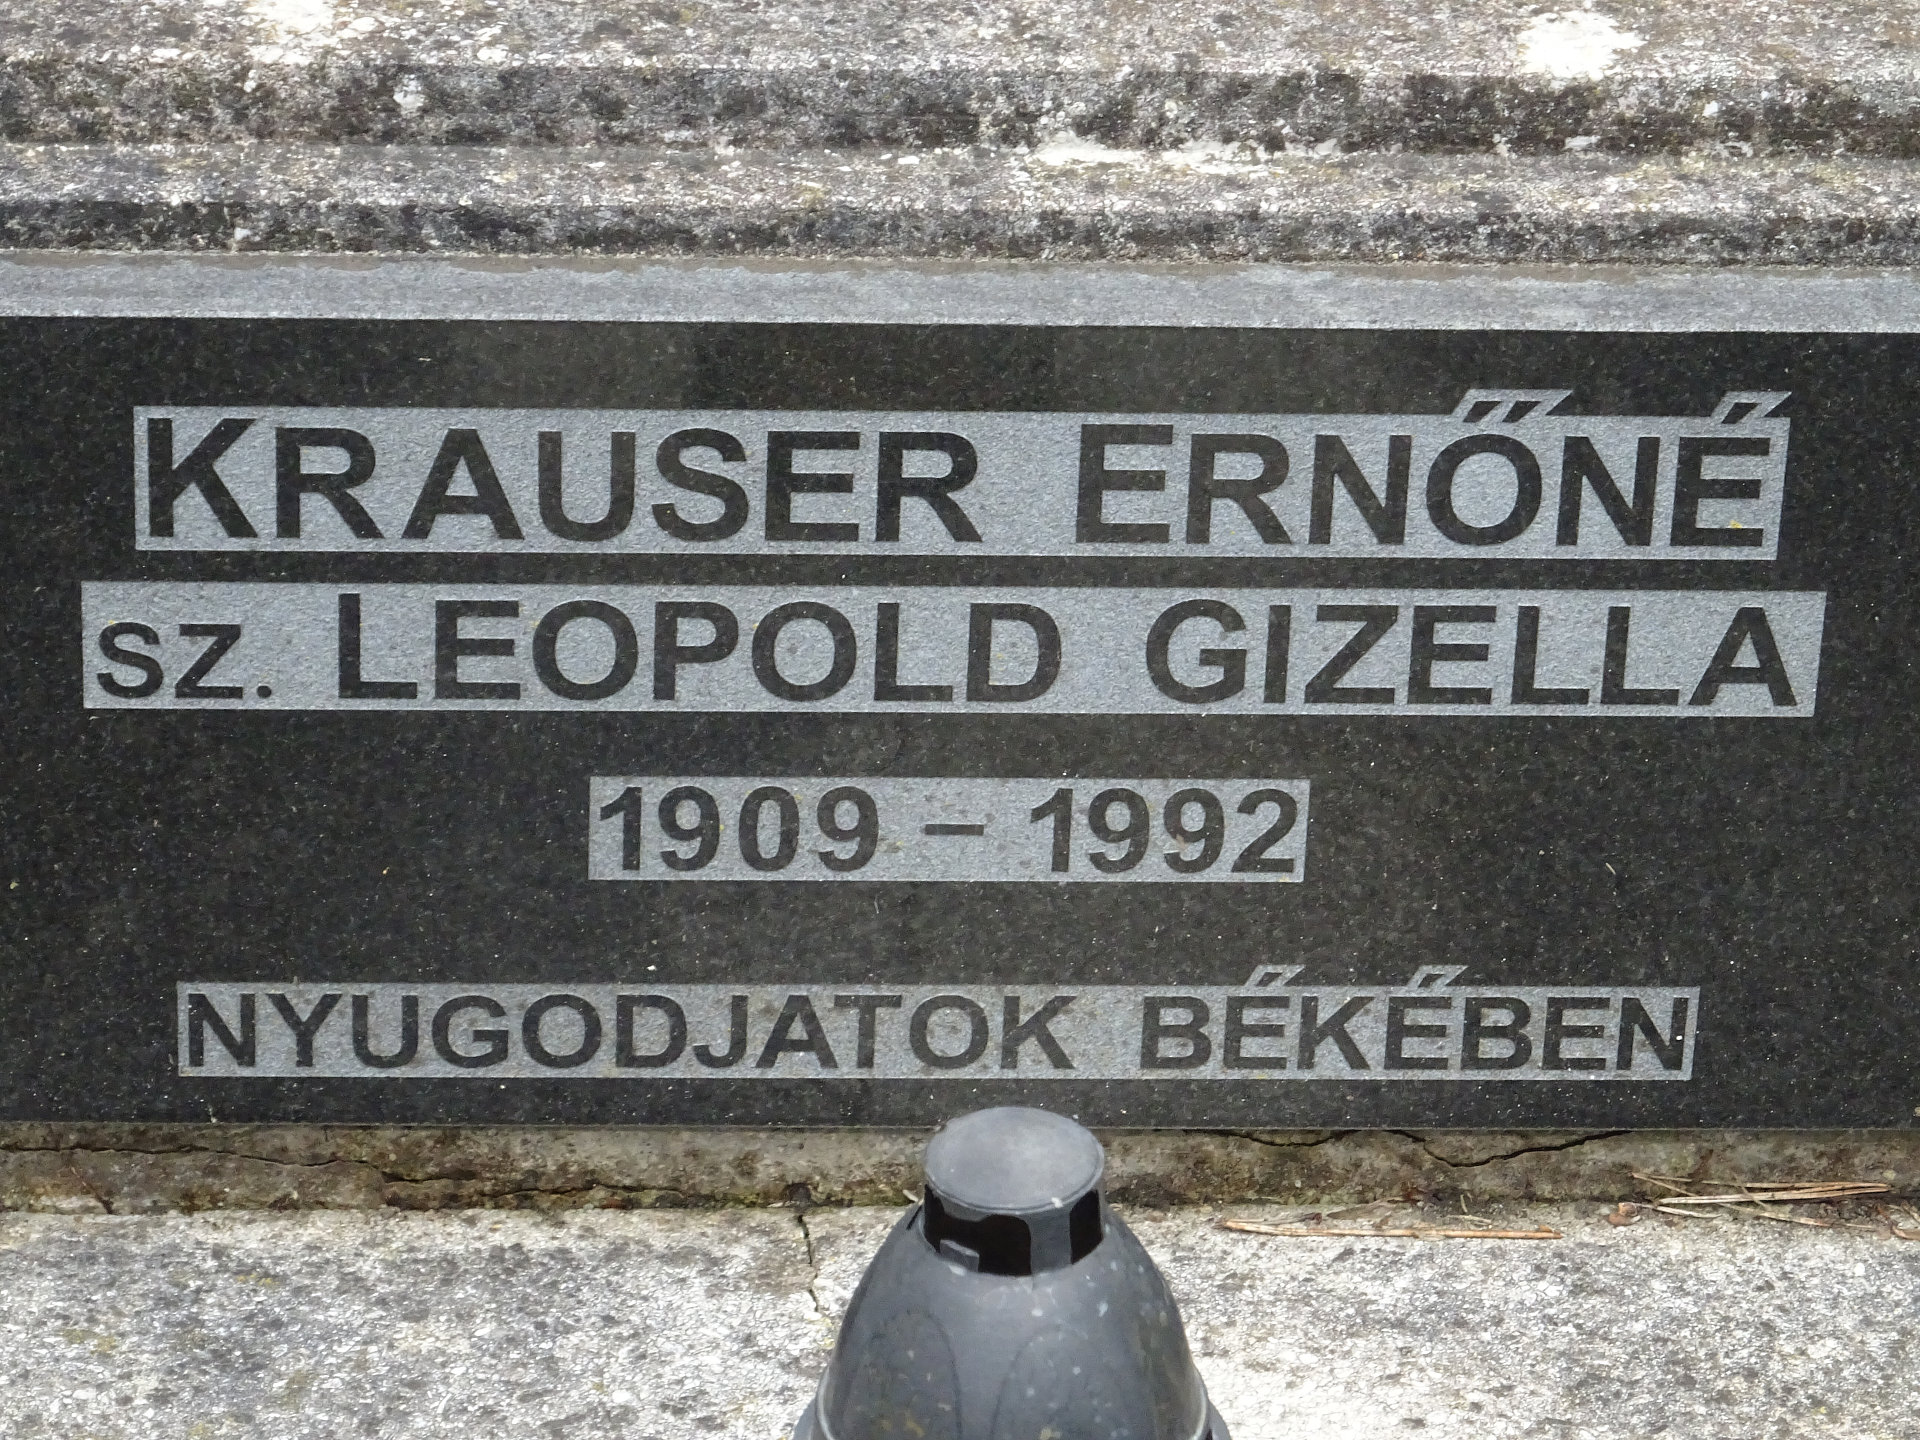 KRAUSER ERNŐNÉ
SZ. LEOPOLD GIZELLA
1909 – 1992
NYUGODJATOK BÉKÉBEN